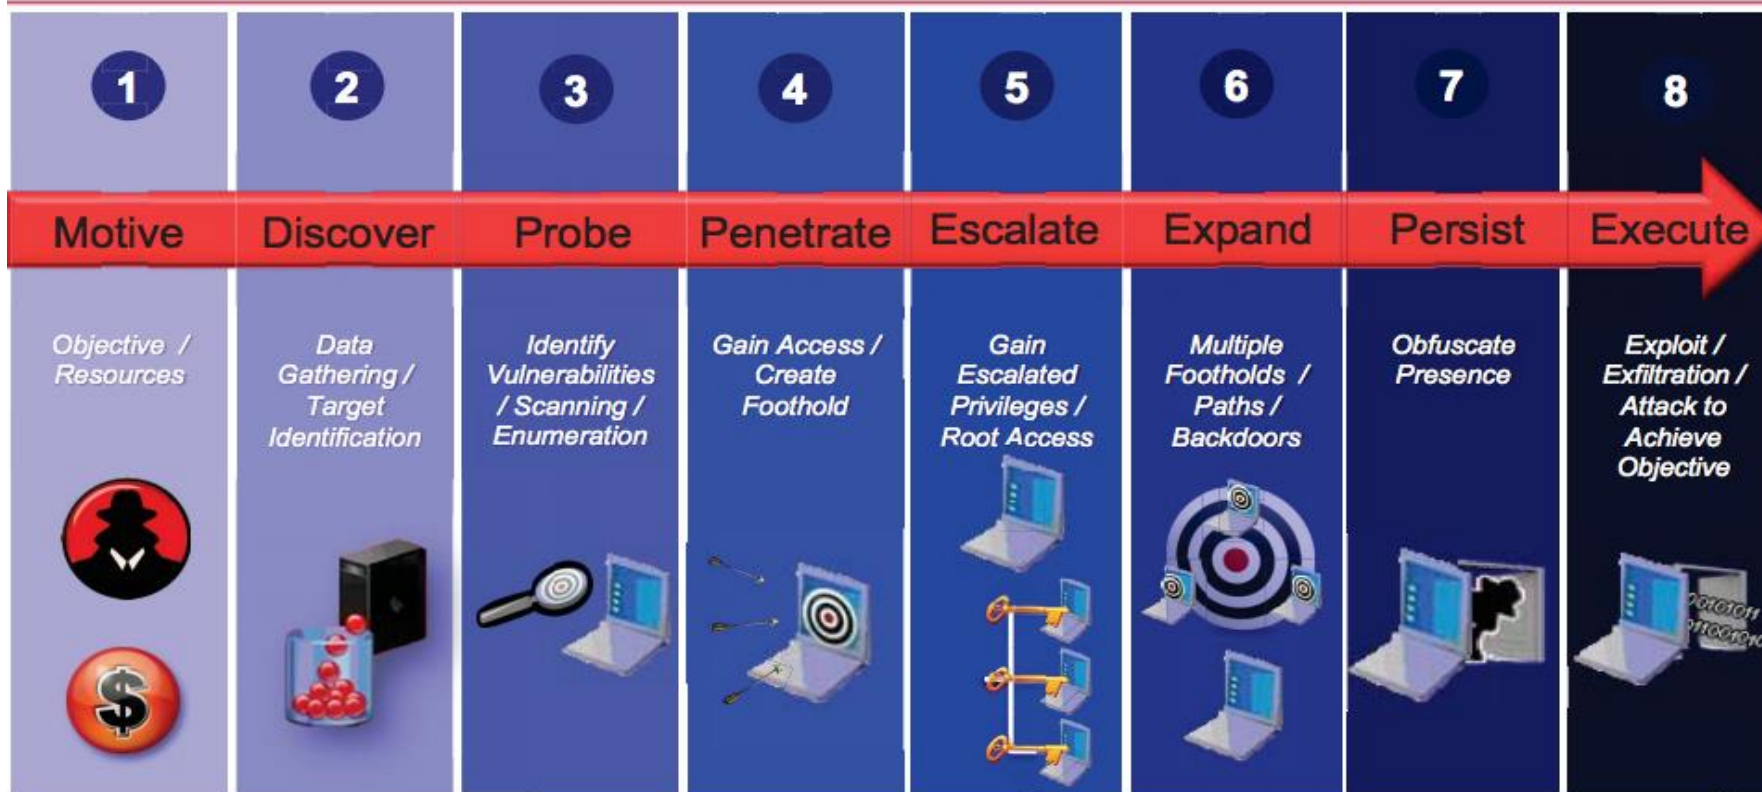 1
2
3
4
5
6
7
8
Motive
Discover
Probe
Penetrate
Escalate
Expand
Persist
Execute
Objective /
Resources
Data
Gathering /
Target
Identification
Identify
Vulnerabilities
/ Scanning /
Enumeration
Gain Access /
Create
Foothold
Gain
Escalated
Privileges /
Root Access
Multiple
Footholds /
Paths /
Backdoors
Obfuscate
Presence
Exploit /
Exfiltration /
Attack to
Achieve
Objective
$
00101011
011001010